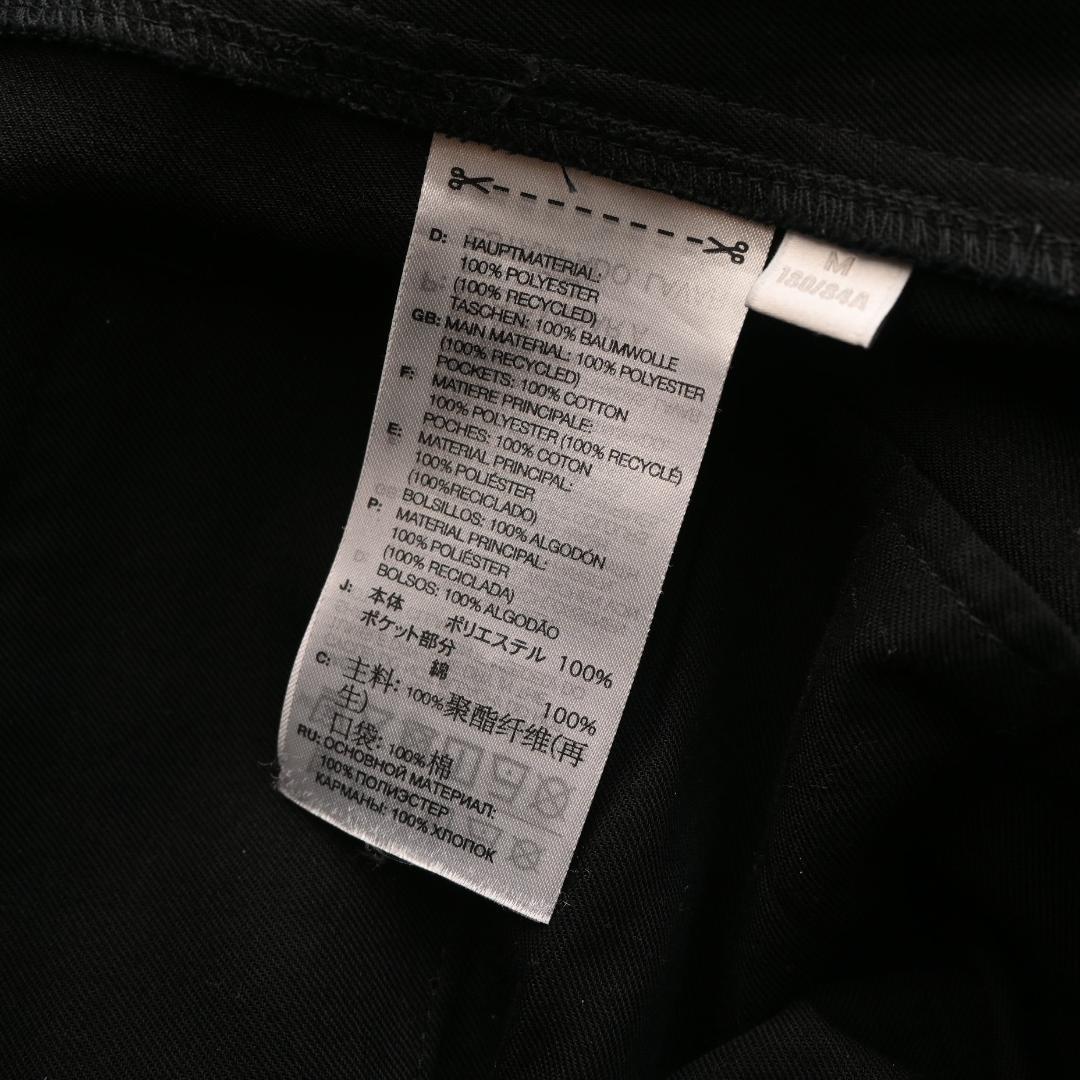 D: HAUPTMATERIAL:
100% POLYESTER
(100% RECYCLED)
TASCHEN: 100% BAUMWOLLE
GB: MAIN MATERIAL: 100% POLYESTER
(100% RECYCLED)
POCKETS: 100% COTTON
F: MATIERE PRINCIPALE:
100% POLYESTER (100% RECYCLÉ)
POCHES: 100% COTON
E: MATERIAL PRINCIPAL:
100% POLIÉSTER
(100%RECICLADO)
BOLSILLOS: 100% ALGODÓN
P: MATERIAL PRINCIPAL:
100% POLIÉSTER
(100% RECICLADA)
BOLSOS: 100% ALGODÃO
J: 本体 ポリエステル 100%
ポケット部分
綿 100%
C: 主料: 100%聚酯纤维(再
生)
口袋: 100%棉
RU: ОСНОВНОЙ МАТЕРИАЛ:
100% ПОЛИЭСТЕР
КАРМАНЫ: 100% ХЛОПОК
M
180/84A